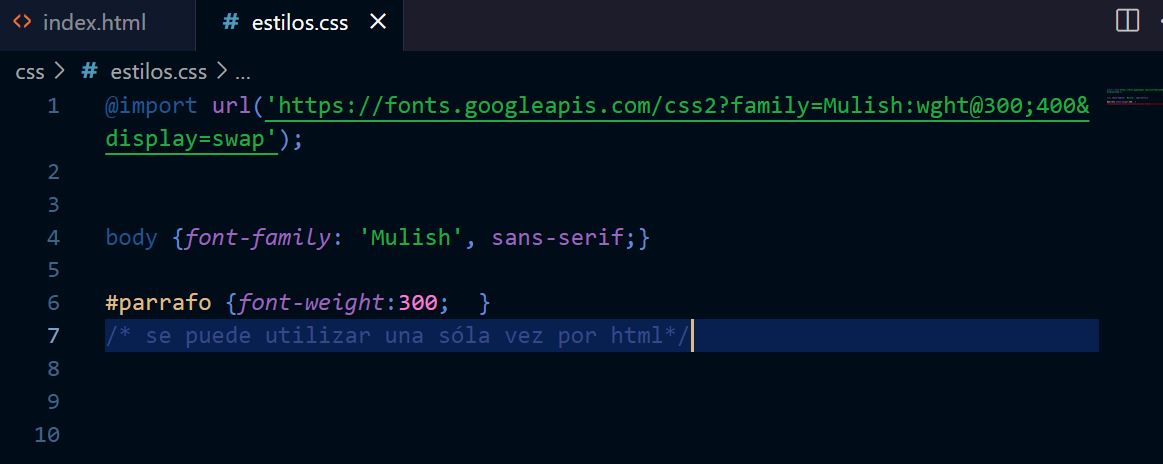 <> index.html # estilos.css ×
css > # estilos.css > ...
1 @import url('https://fonts.googleapis.com/css2?family=Mulish:wght@300;400&
display=swap');
2
3
4 body {font-family: 'Mulish', sans-serif;}
5
6 #parrafo {font-weight:300;  }
7 /* se puede utilizar una sóla vez por html*/
8
9
10